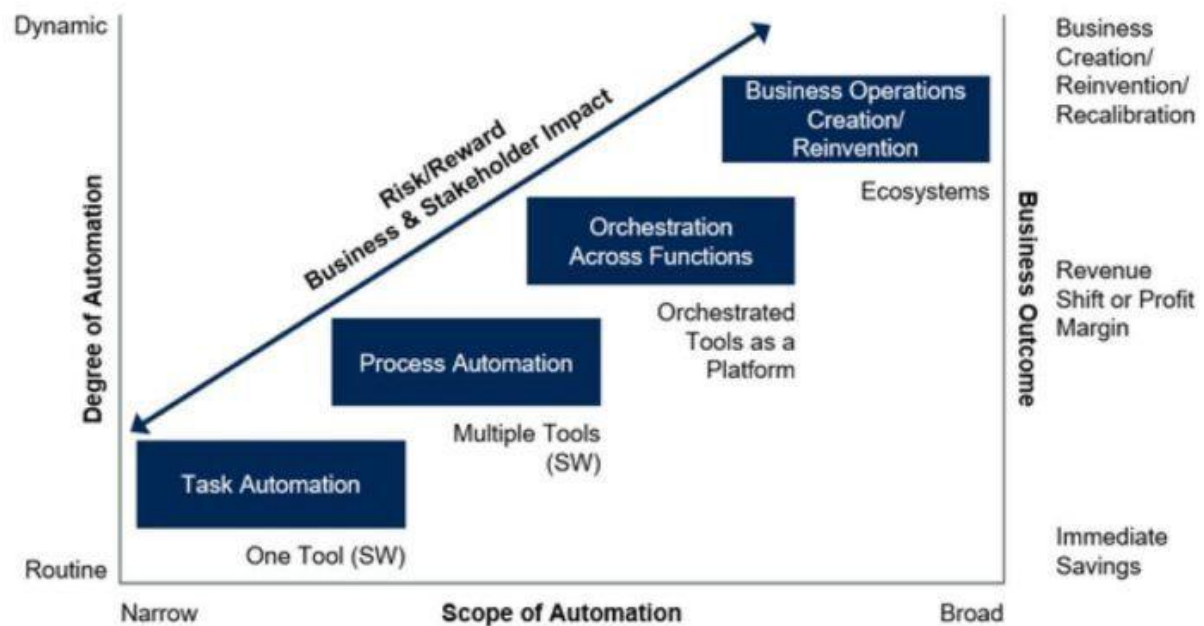 Dynamic
Business
Creation/
Reinvention/
Recalibration
Business Operations
Creation/
Reinvention
Ecosystems
Risk/Reward
Business & Stakeholder Impact
Orchestration
Across Functions
Orchestrated
Tools as a
Platform
Degree of Automation
Business Outcome
Revenue
Shift or Profit
Margin
Process Automation
Multiple Tools
(SW)
Task Automation
One Tool (SW)
Immediate
Savings
Routine
Narrow
Scope of Automation
Broad